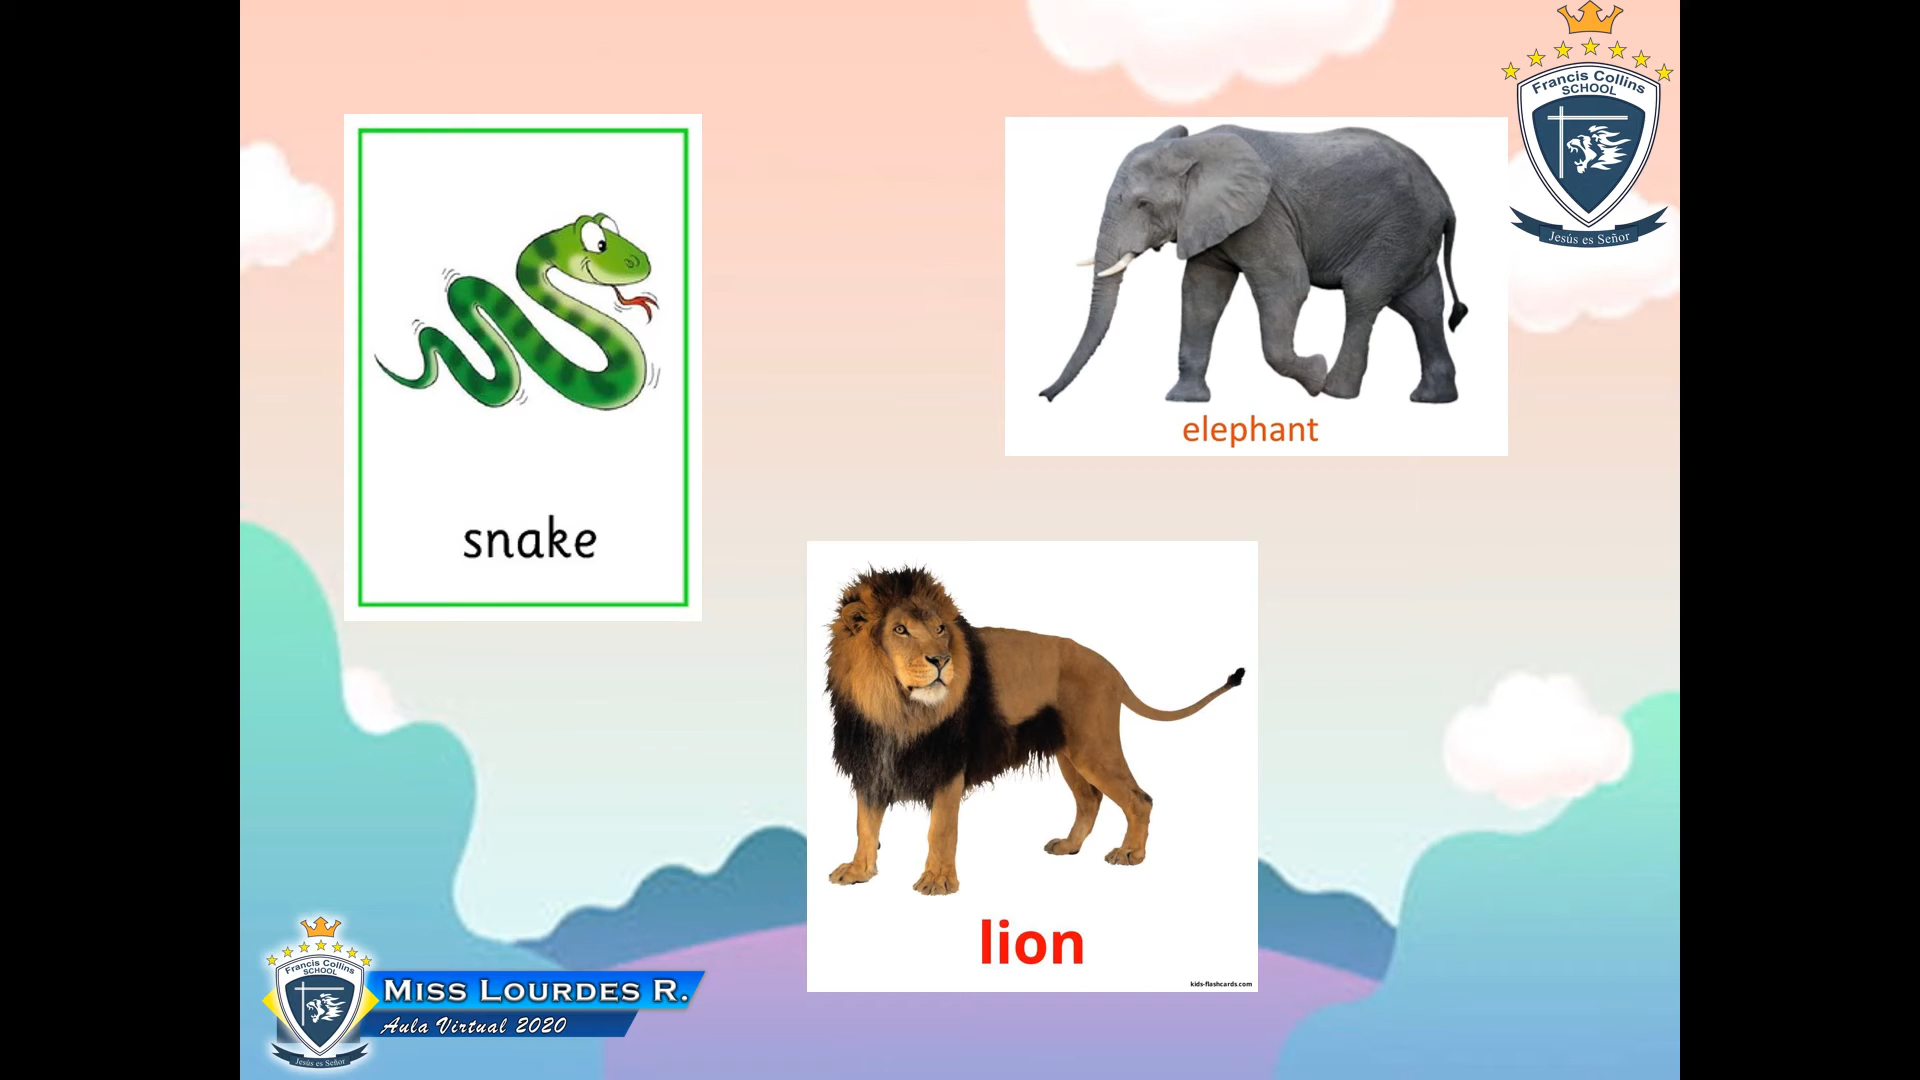 Francis Collins
SCHOOL
Jesús es Señor
elephant
snake
lion
kids-flashcards.com
Francis Collins
SCHOOL
Jesús es Señor
MISS LOURDES R.
Aula Virtual 2020